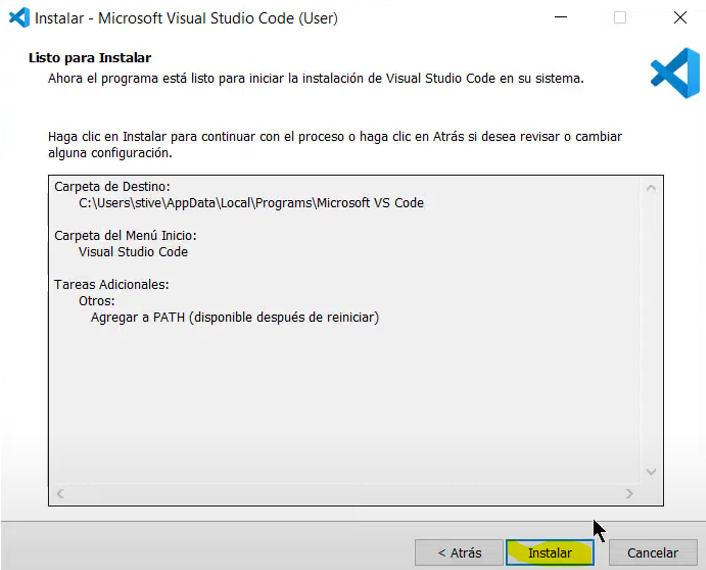 Instalar - Microsoft Visual Studio Code (User)
Listo para Instalar
Ahora el programa está listo para iniciar la instalación de Visual Studio Code en su sistema.
Haga clic en Instalar para continuar con el proceso o haga clic en Atrás si desea revisar o cambiar
alguna configuración.
Carpeta de Destino:
C:\Users\stive\AppData\Local\Programs\Microsoft VS Code
Carpeta del Menú Inicio:
Visual Studio Code
Tareas Adicionales:
Otros:
Agregar a PATH (disponible después de reiniciar)
< Atrás
Instalar
Cancelar